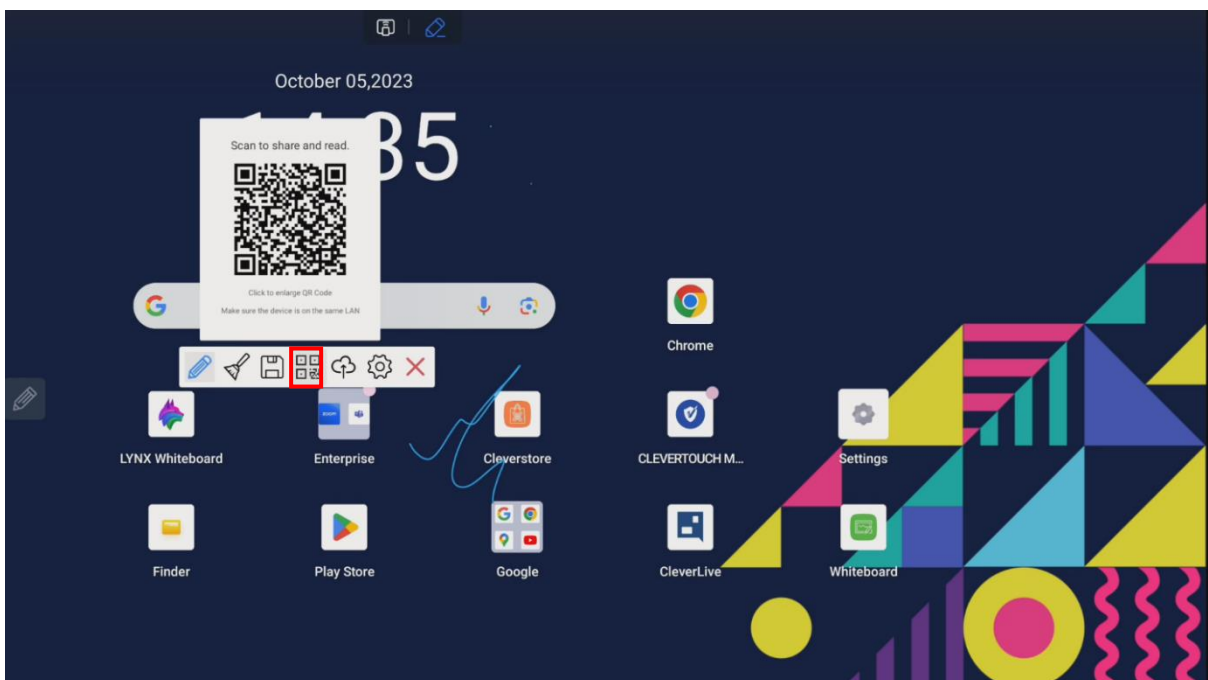 October 05,2023
35
Scan to share and read.
Click to enlarge QR Code
Make sure the device is on the same LAN
Chrome
LYNX Whiteboard
Enterprise
Cleverstore
CLEVERTOUCH M...
Settings
Finder
Play Store
Google
CleverLive
Whiteboard